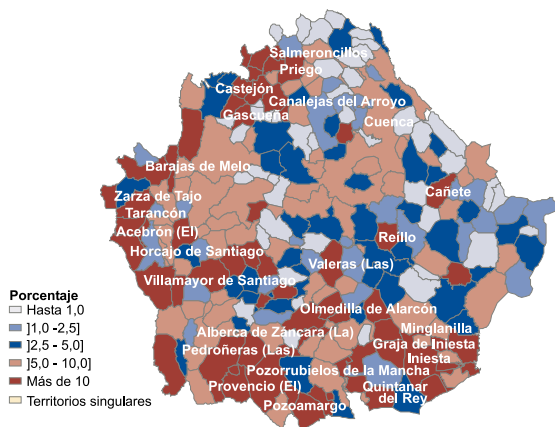 Salmeroncillos
Priego
Castejón
Canalejas del Arroyo
Gascueña
Cuenca
Barajas de Melo
Cañete
Zarza de Tajo
Tarancón
Acebrón (El)
Reíllo
Horcajo de Santiago
Valeras (Las)
Villamayor de Santiago
Olmedilla de Alarcón
Minglanilla
Alberca de Záncara (La)
Graja de Iniesta
Pedroñeras (Las)
Iniesta
Pozorrubielos de la Mancha
Provencio (El)
Quintanar
del Rey
Pozoamargo
Porcentaje
Hasta 1,0
]1,0 -2,5]
]2,5 - 5,0]
]5,0 - 10,0]
Más de 10
Territorios singulares